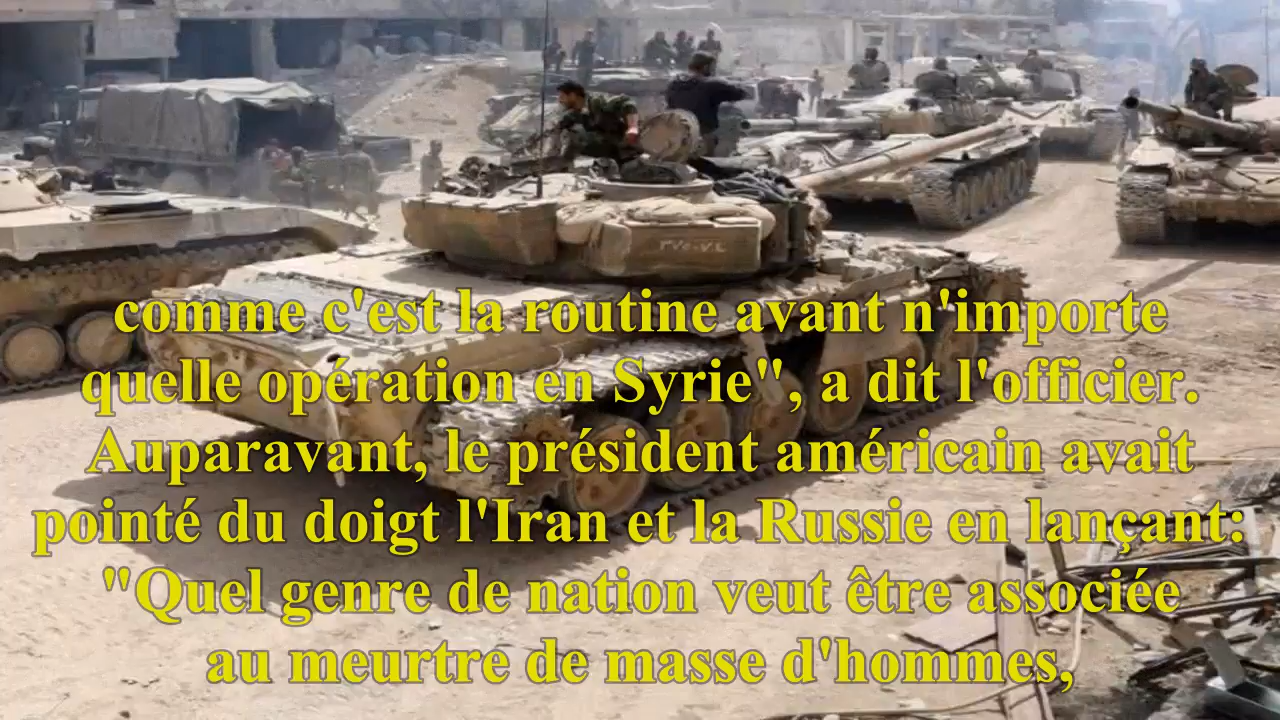 comme c'est la routine avant n'importe
quelle opération en Syrie", a dit l'officier.
Auparavant, le président américain avait
pointé du doigt l'Iran et la Russie en lançant:
"Quel genre de nation veut être associée
au meurtre de masse d'hommes,